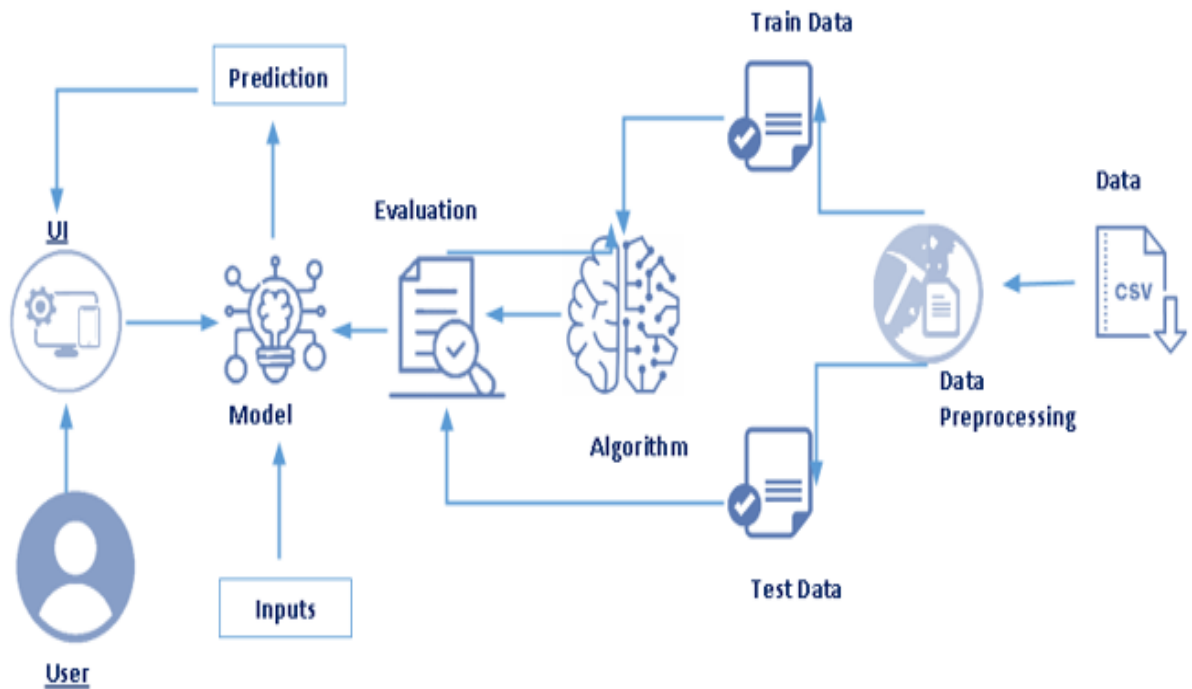 Train Data
Prediction
Data
Evaluation
UI
CSV
Data
Preprocessing
Model
Algorithm
Test Data
Inputs
User